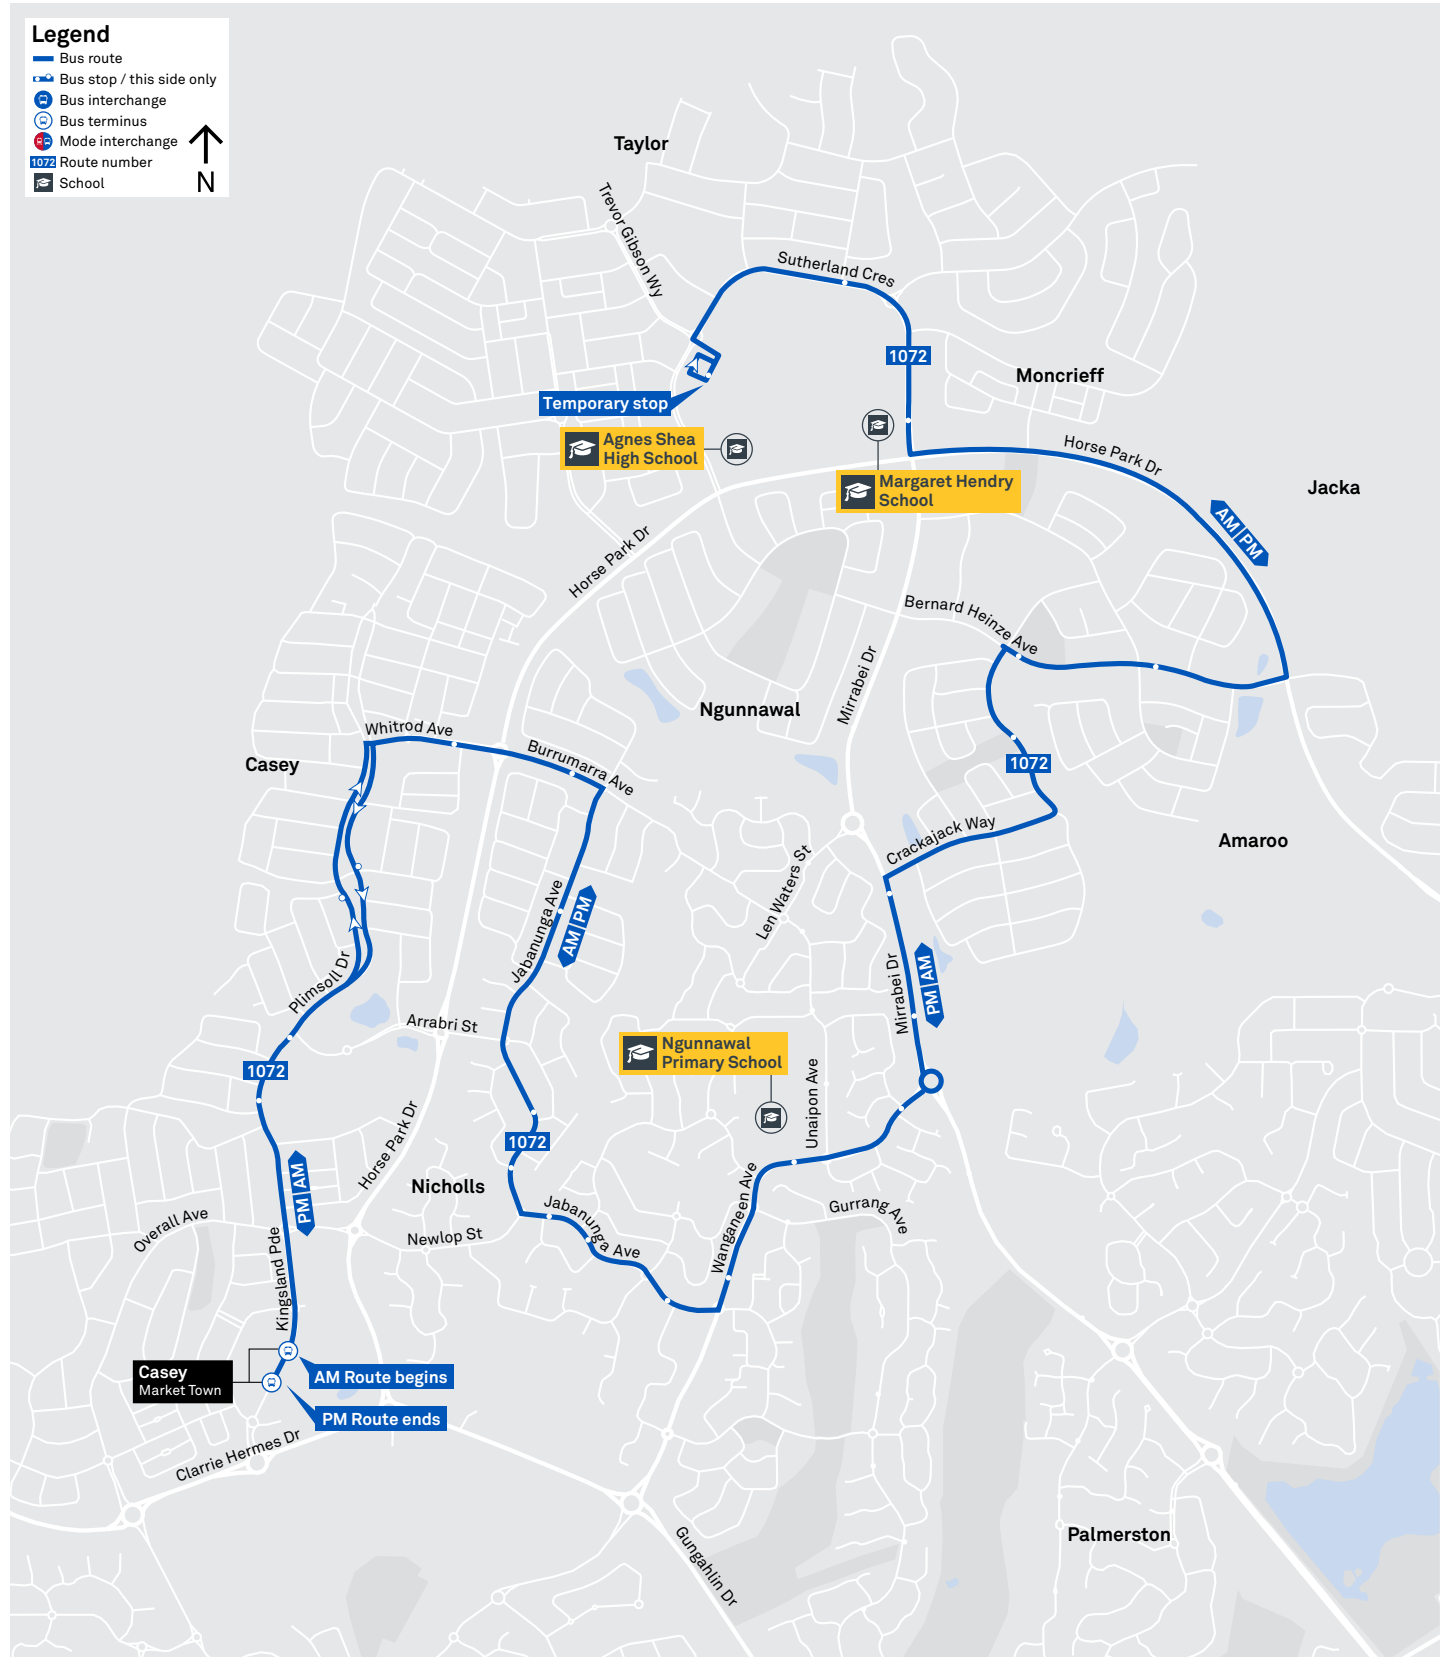 Legend
Bus route
Bus stop / this side only
Bus interchange
Bus terminus
Mode interchange
1072 Route number
School
N
Taylor
Trevor Gibson Wy
Sutherland Cres
1072
Moncrieff
Temporary stop
Agnes Shea
High School
Margaret Hendry
School
Horse Park Dr
Jacka
AM | PM
Horse Park Dr
Bernard Heinze Ave
Mirrabei Dr
Ngunnawal
Whitrod Ave
Burrumarra Ave
Casey
1072
Crackajack Way
Amaroo
Len Waters St
Jabanunga Ave
AM | PM
Plimsoll Dr
Mirrabei Dr
PM | AM
Arrabri St
Ngunnawal
Primary School
1072
Unaipon Ave
Horse Park Dr
1072
PM | AM
Nicholls
Wanganeen Ave
Overall Ave
Jabanunga Ave
Gurrang Ave
Newlop St
Kingsland Pde
Casey
Market Town
AM Route begins
PM Route ends
Clarrie Hermes Dr
Gungahlin Dr
Palmerston